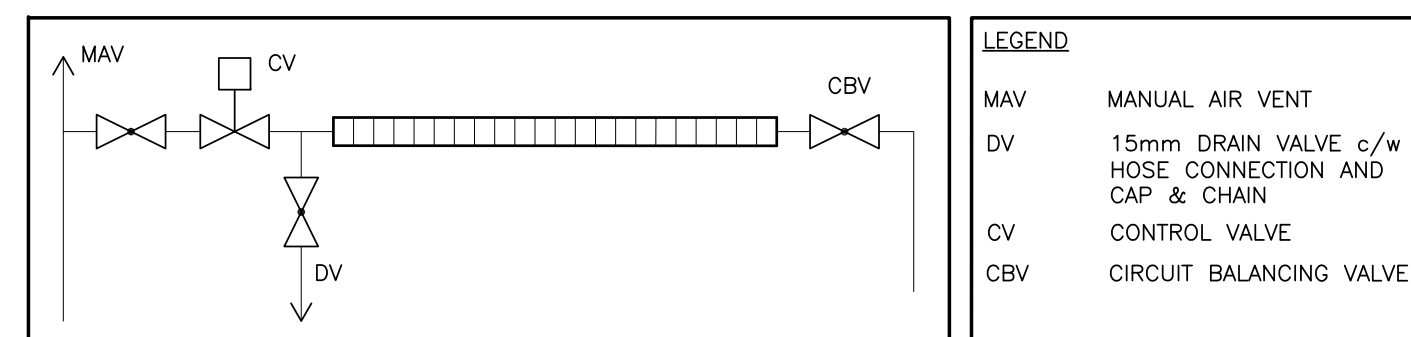 MAV
CV
CBV
DV
LEGEND
MAV MANUAL AIR VENT
DV 15mm DRAIN VALVE c/w
HOSE CONNECTION AND
CAP & CHAIN
CV CONTROL VALVE
CBV CIRCUIT BALANCING VALVE